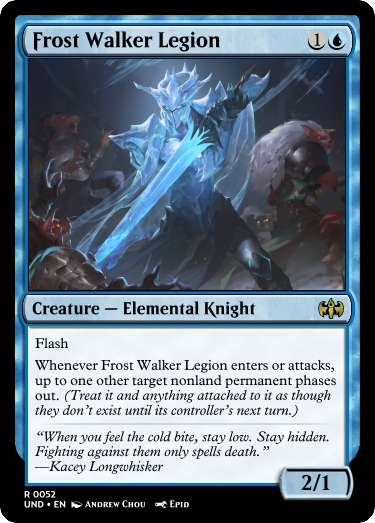 Frost Walker Legion 1
Creature — Elemental Knight
Flash
Whenever Frost Walker Legion enters or attacks,
up to one other target nonland permanent phases
out. (Treat it and anything attached to it as though
they don't exist until its controller's next turn.)
"When you feel the cold bite, stay low. Stay hidden.
Fighting against them only spells death."
—Kacey Longwhisker
2/1
R 0052
UND • EN Andrew Chou Epid